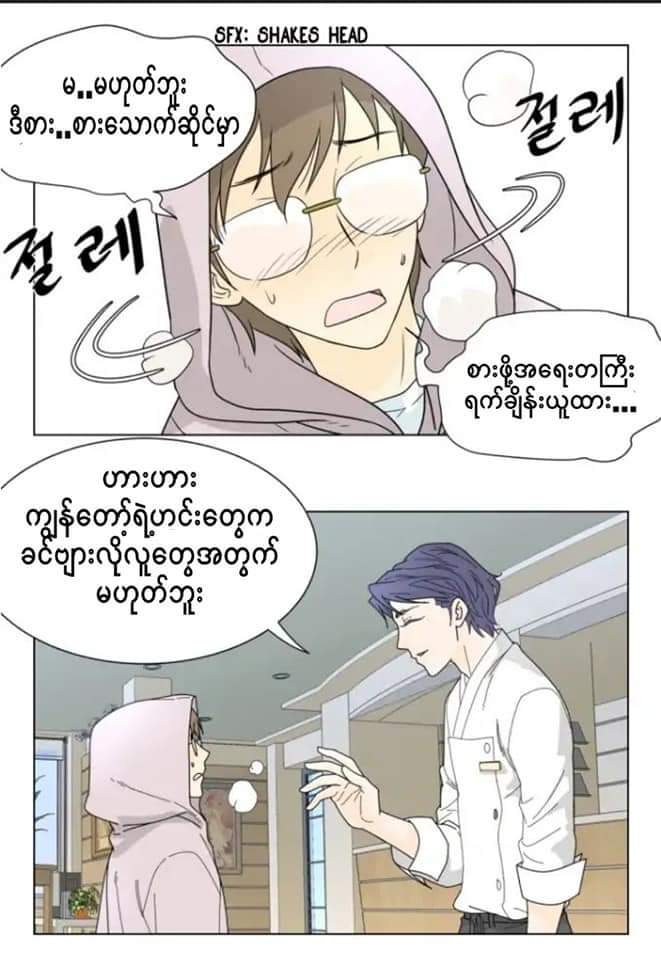 SFX: SHAKES HEAD
မ..မဟုတ်ဘူး
ဒီစား..စားသောက်ဆိုင်မှာ
절레
절레
စားဖို့အရေးတကြီး
ရက်ချိန်းယူထား...
ဟားဟား
ကျွန်တော့်ရဲ့ဟင်းတွေက
ခင်ဗျားလိုလူတွေအတွက်
မဟုတ်ဘူး